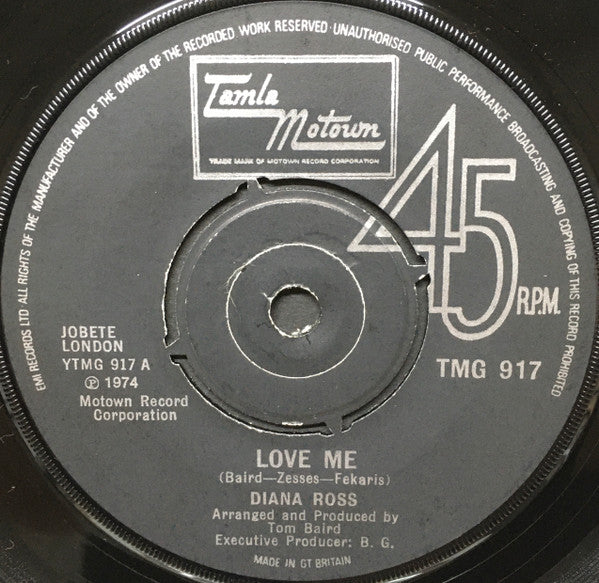 EMI RECORDS LTD ALL RIGHTS OF THE MANUFACTURER AND OF THE OWNER OF THE RECORDED WORK RESERVED · UNAUTHORISED PUBLIC PERFORMANCE BROADCASTING AND COPYING OF THIS RECORD PROHIBITED
Tamla
Motown
TRADE MARK OF MOTOWN RECORD CORPORATION
45 R.P.M.
JOBETE
LONDON
YTMG 917 A
℗ 1974
Motown Record
Corporation
TMG 917
LOVE ME
(Baird—Zesses—Fekaris)
DIANA ROSS
Arranged and Produced by
Tom Baird
Executive Producer: B. G.
MADE IN GT BRITAIN